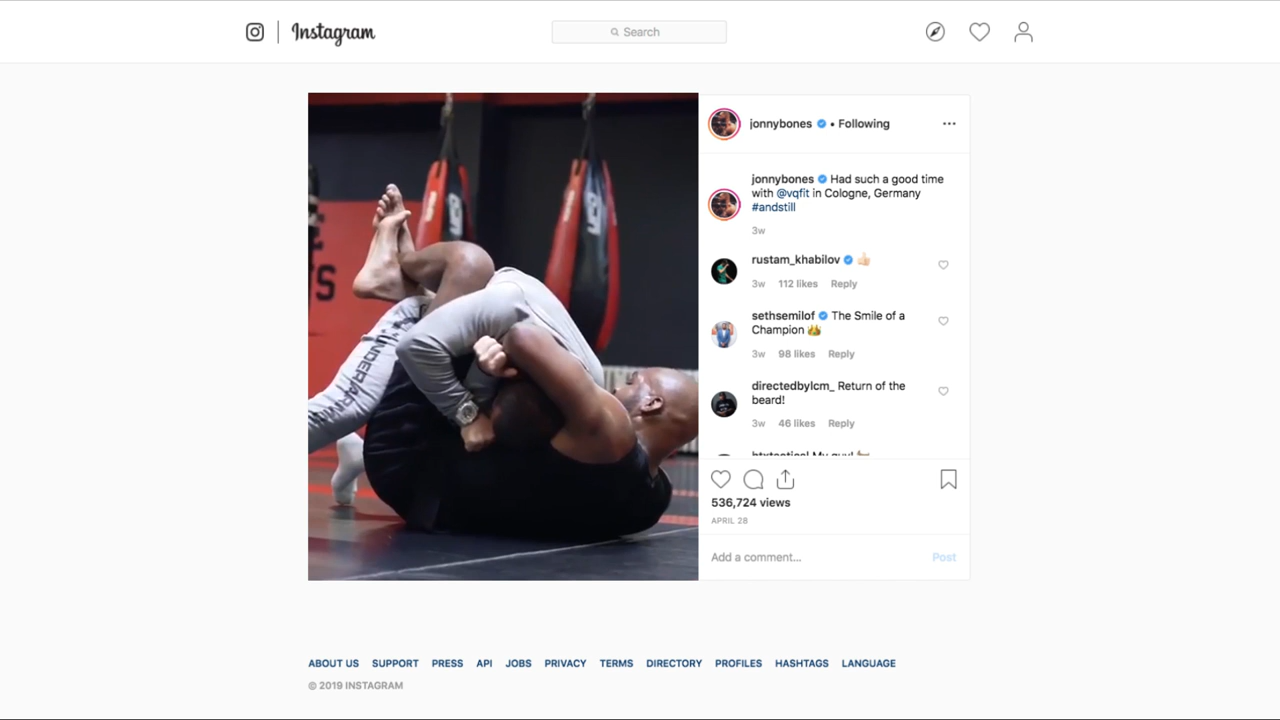 Instagram
Search
UNDER ARM
S
jonnybones • Following
jonnybones Had such a good time
with @vqfit in Cologne, Germany
#andstill
3w
rustam_khabilov 👍🏻
3w 112 likes Reply
sethsemilof The Smile of a
Champion 👑
3w 98 likes Reply
directedbylcm_ Return of the
beard!
3w 46 likes Reply
536,724 views
APRIL 28
Add a comment... Post
ABOUT US SUPPORT PRESS API JOBS PRIVACY TERMS DIRECTORY PROFILES HASHTAGS LANGUAGE
© 2019 INSTAGRAM